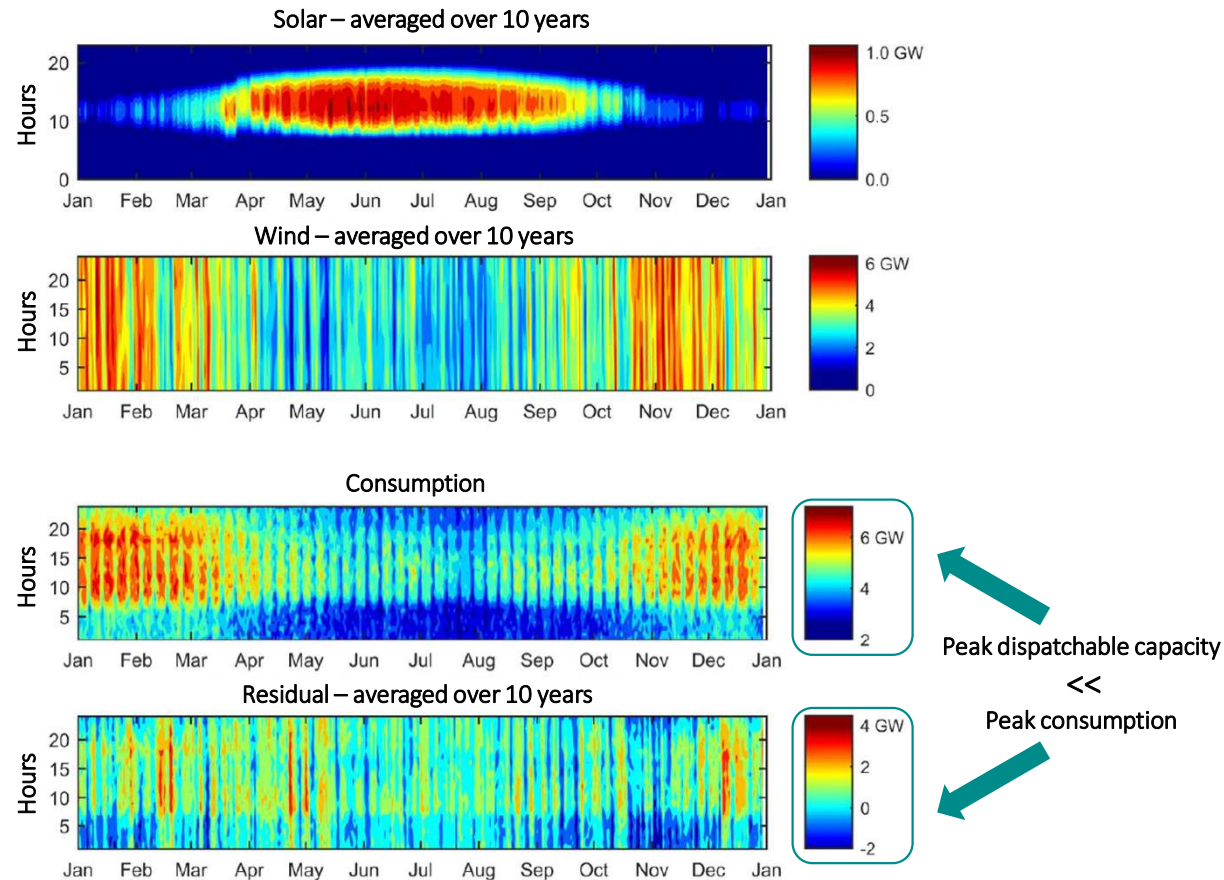 Solar – averaged over 10 years
Hours
20
10
0
Jan Feb Mar Apr May Jun Jul Aug Sep Oct Nov Dec Jan
1.0 GW
0.5
0.0
Wind – averaged over 10 years
Hours
20
15
10
5
Jan Feb Mar Apr May Jun Jul Aug Sep Oct Nov Dec Jan
6 GW
4
2
0
Consumption
Hours
20
15
10
5
Jan Feb Mar Apr May Jun Jul Aug Sep Oct Nov Dec Jan
6 GW
4
2
Peak dispatchable capacity
<<
Peak consumption
Residual – averaged over 10 years
Hours
20
15
10
5
Jan Feb Mar Apr May Jun Jul Aug Sep Oct Nov Dec Jan
4 GW
2
0
-2